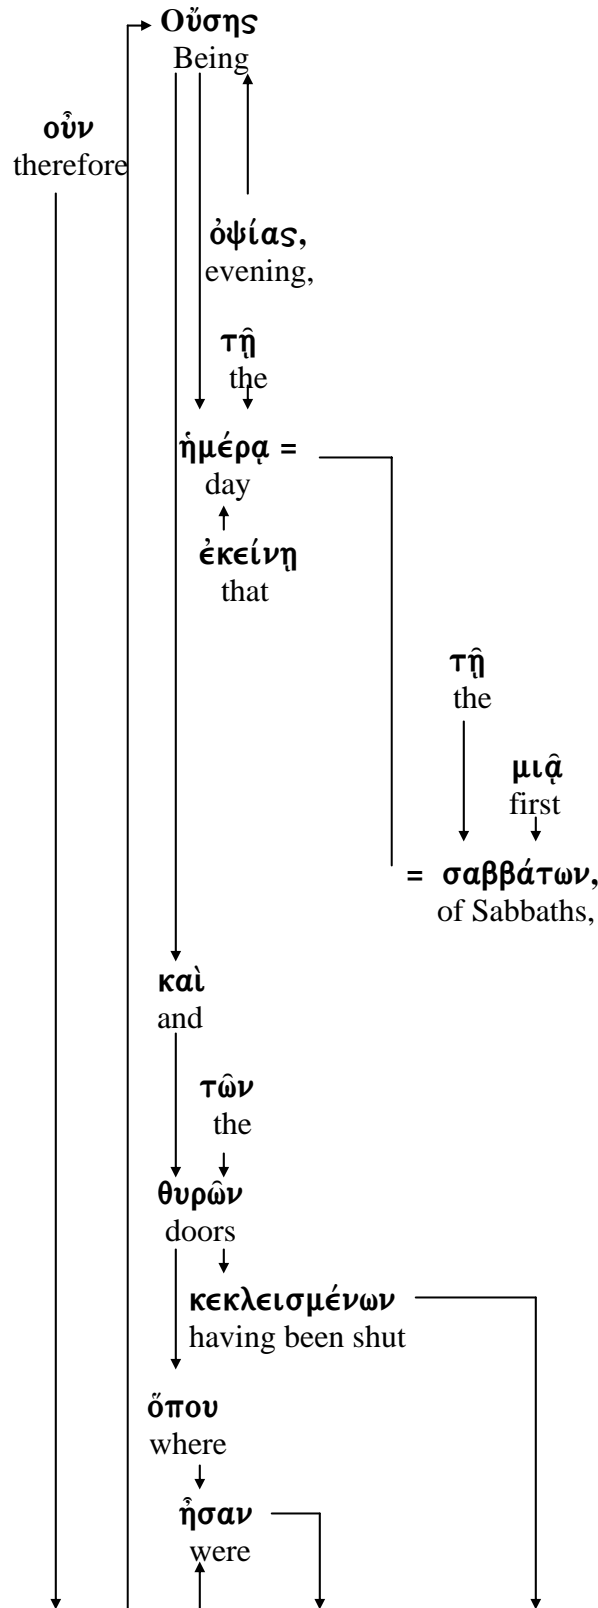 Οὔσης
Being
οὖν
therefore
ὀψίας,
evening,
τῇ
the
ἡμέρᾳ =
day
ἐκείνῃ
that
τῇ
the
μιᾷ
first
= σαββάτων,
of Sabbaths,
καὶ
and
τῶν
the
θυρῶν
doors
κεκλεισμένων
having been shut
ὅπου
where
ἦσαν
were